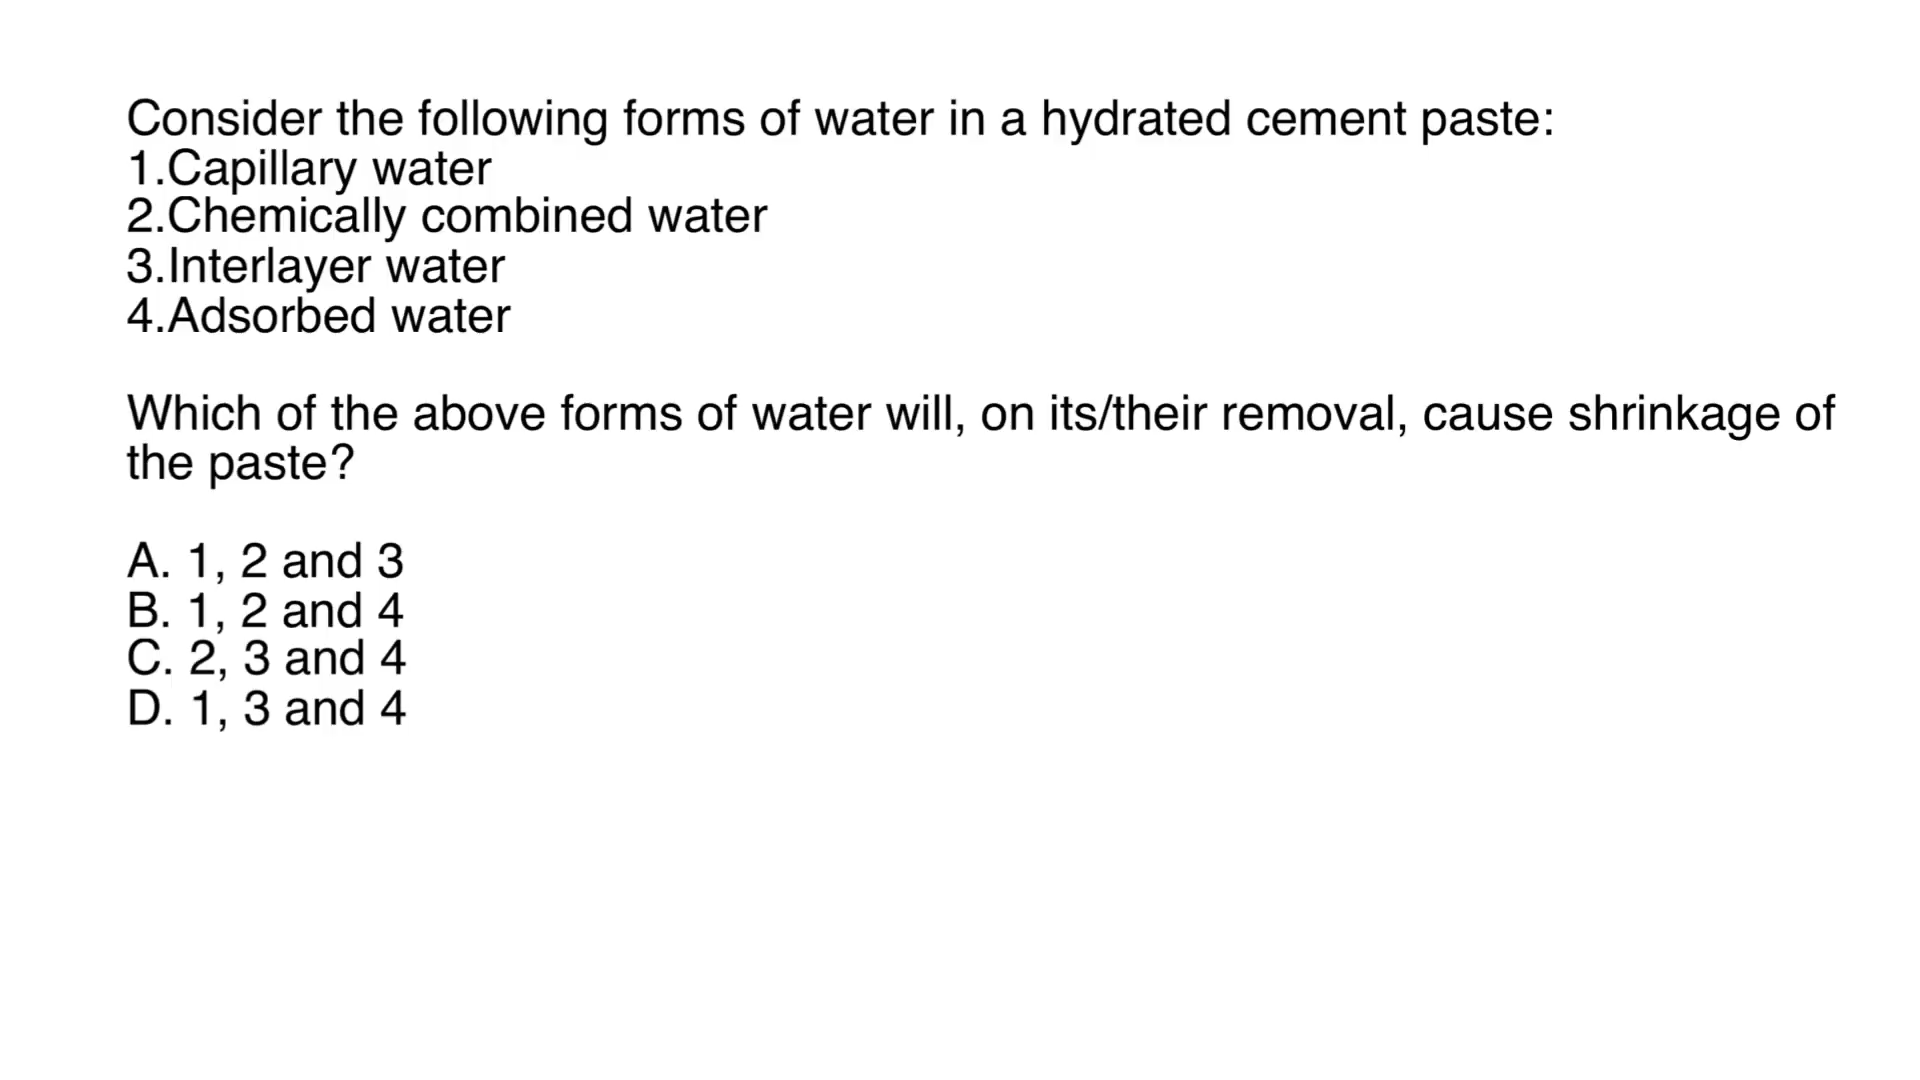 Consider the following forms of water in a hydrated cement paste:
1.Capillary water
2.Chemically combined water
3.Interlayer water
4.Adsorbed water
Which of the above forms of water will, on its/their removal, cause shrinkage of
the paste?
A. 1, 2 and 3
B. 1, 2 and 4
C. 2, 3 and 4
D. 1, 3 and 4